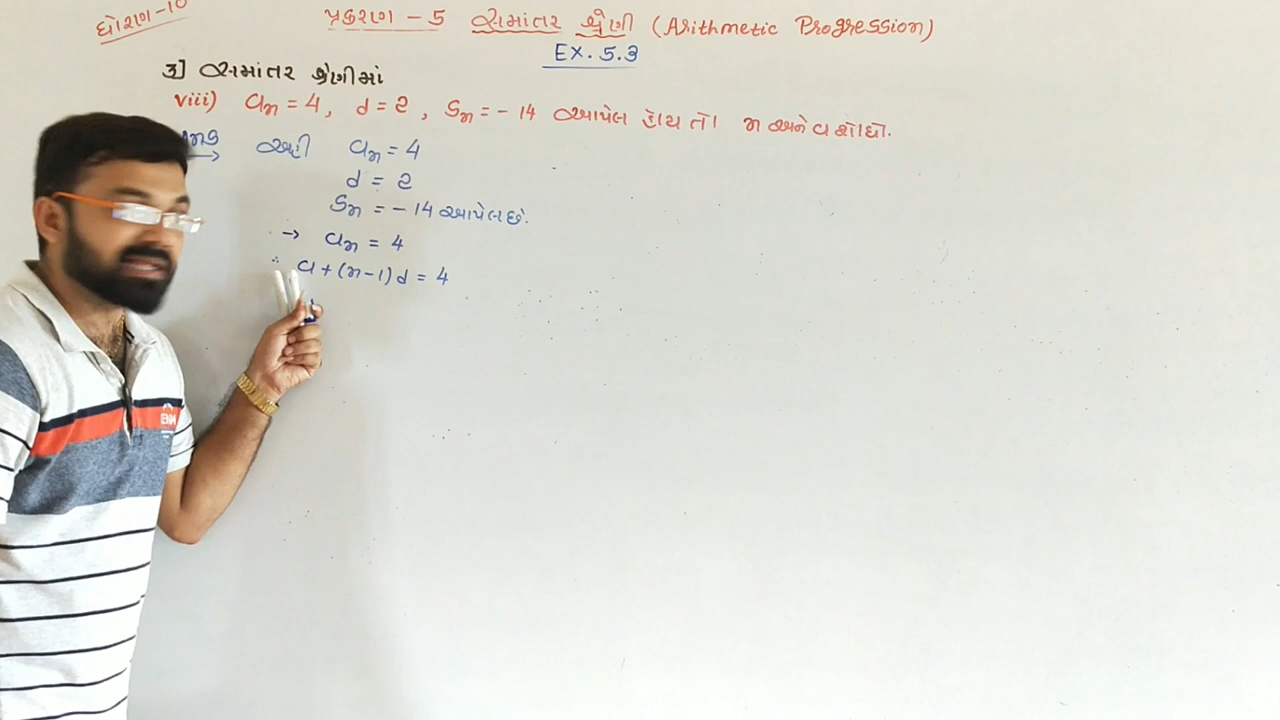 ધોરણ-10
પ્રકરણ - 5 સમાંતર શ્રેણી (Arithmetic Progression)
EX. 5.3
3] સમાંતર શ્રેણીમાં
viii) an = 4, d = 2, Sn = - 14 આપેલ હોય તો n અને a શોધો.
અહીં an = 4
d = 2
Sn = - 14 આપેલ છે.
→ an = 4
∴ a + (n-1) d = 4